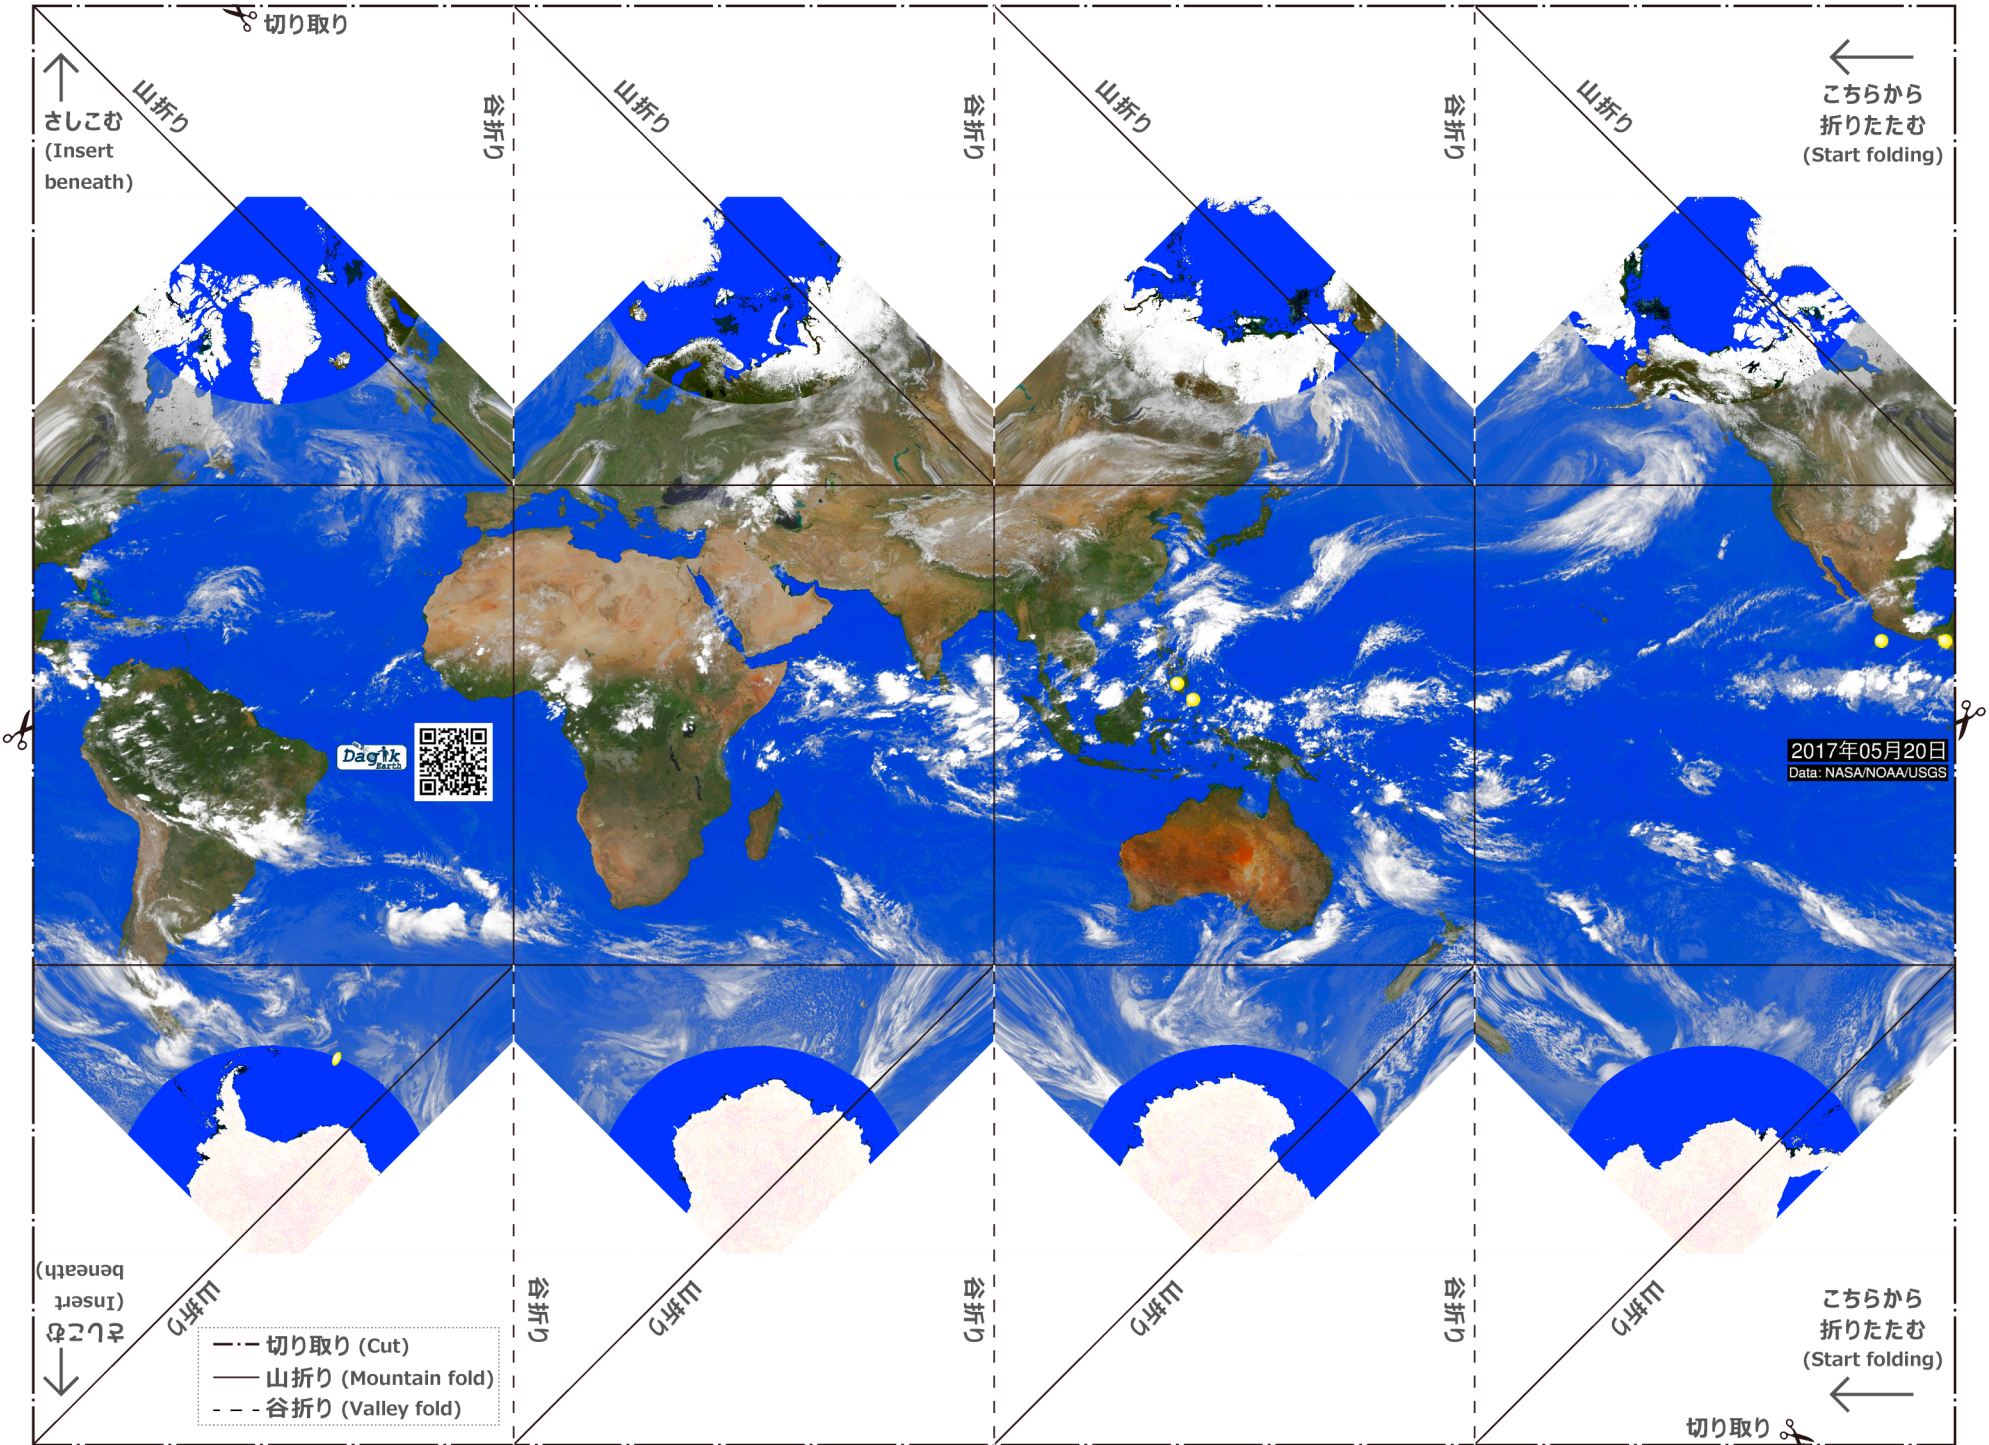 切り取り
山折り
谷折り
山折り
谷折り
山折り
谷折り
山折り
さしこむ
(Insert
beneath)
こちらから
折りたたむ
(Start folding)
Dagik
Earth
2017年05月20日
Data: NASA/NOAA/USGS
さしこむ
(Insert
beneath)
山折り
谷折り
山折り
谷折り
山折り
谷折り
山折り
こちらから
折りたたむ
(Start folding)
切り取り (Cut)
山折り (Mountain fold)
谷折り (Valley fold)
切り取り